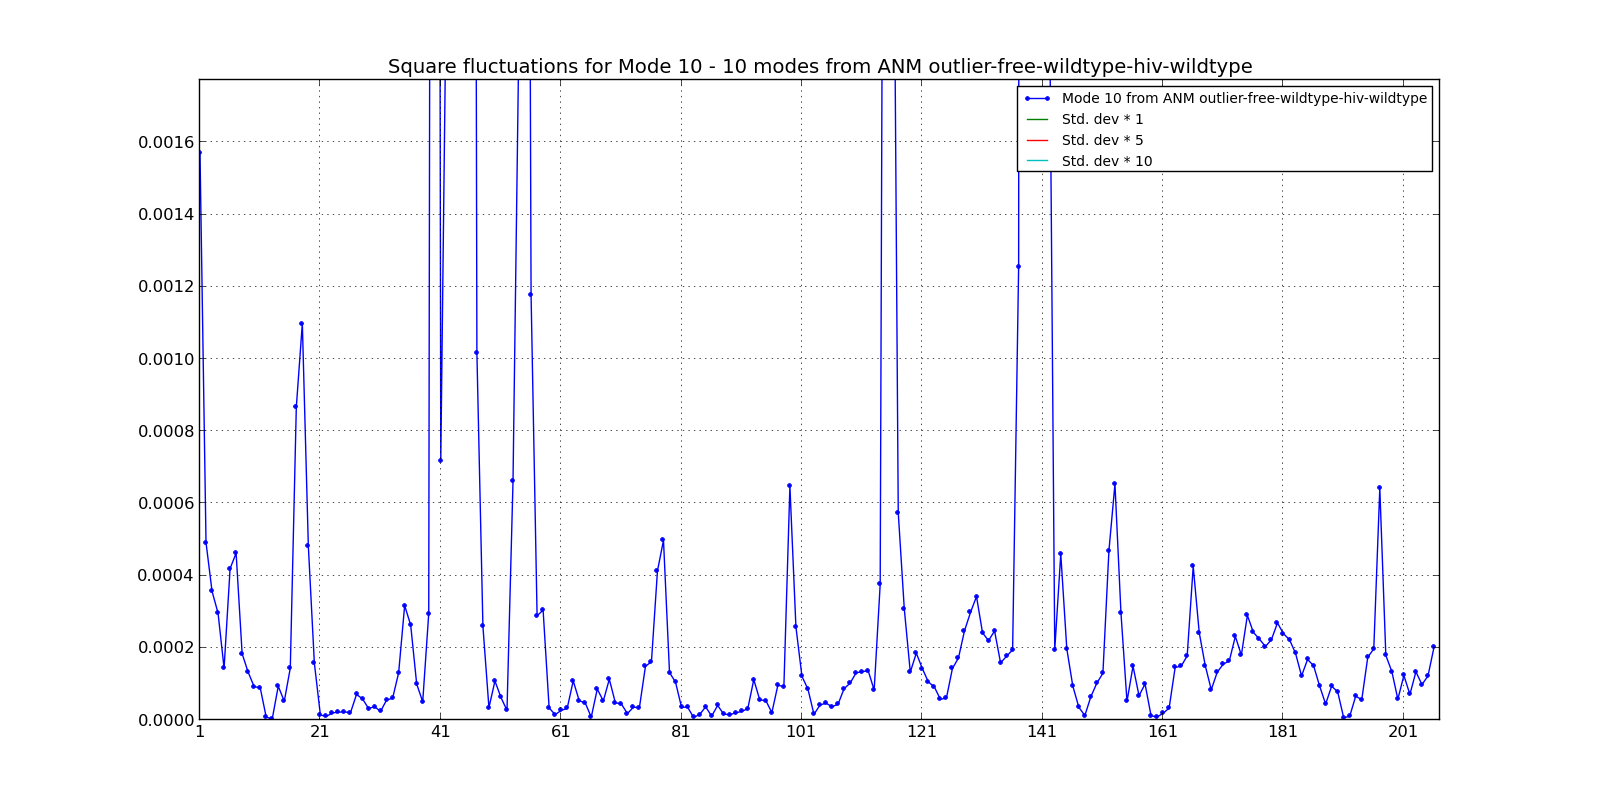 Square fluctuations for Mode 10 - 10 modes from ANM outlier-free-wildtype-hiv-wildtype
Mode 10 from ANM outlier-free-wildtype-hiv-wildtype
Std. dev * 1
Std. dev * 5
Std. dev * 10
0.0016
0.0014
0.0012
0.0010
0.0008
0.0006
0.0004
0.0002
0.0000
1 21 41 61 81 101 121 141 161 181 201